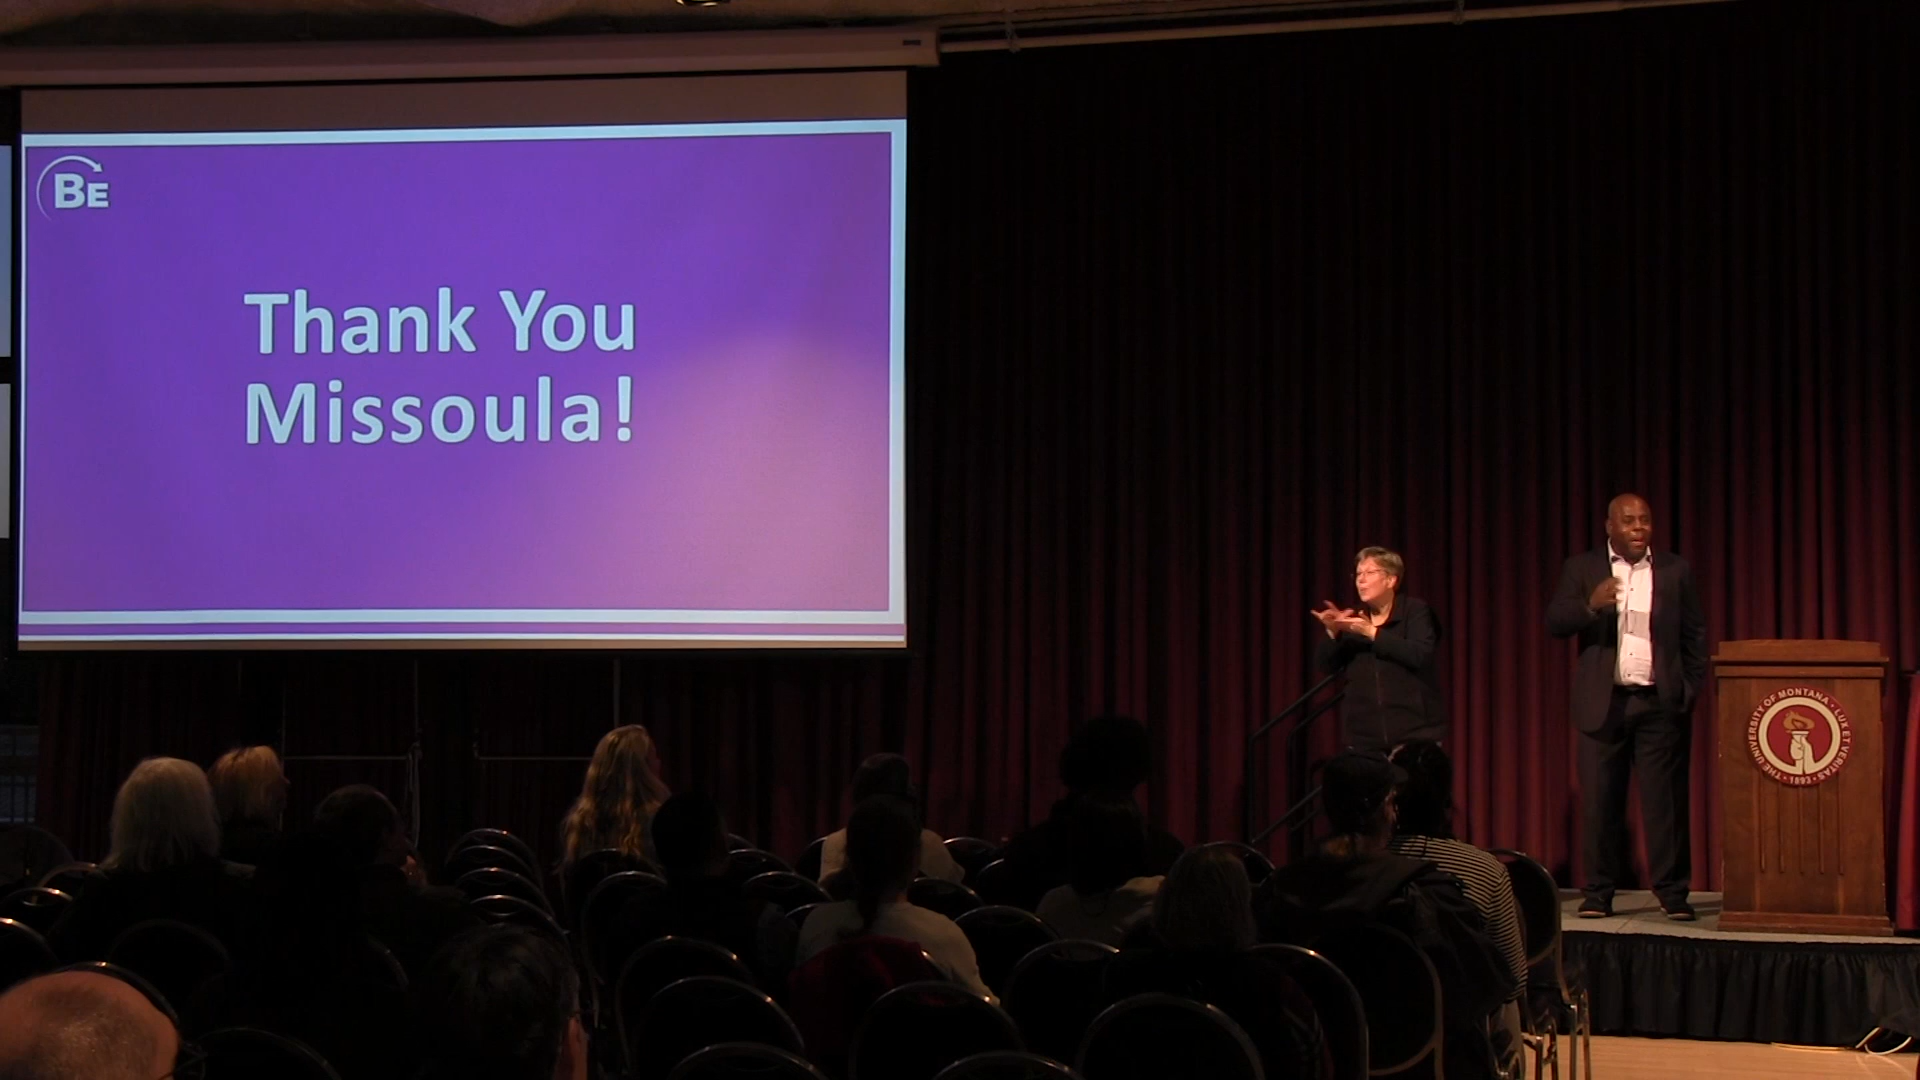 BE
Thank You
Missoula!
THE UNIVERSITY OF MONTANA · LUX ET VERITAS · 1893 ·